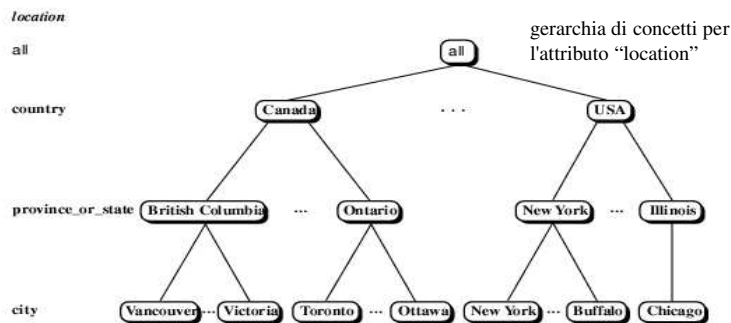 location
gerarchia di concetti per
l'attributo “location”
all
all
country
Canada
. . .
USA
province_or_state
British Columbia
...
Ontario
New York
...
Illinois
city
Vancouver
...
Victoria
Toronto
...
Ottawa
New York
...
Buffalo
Chicago